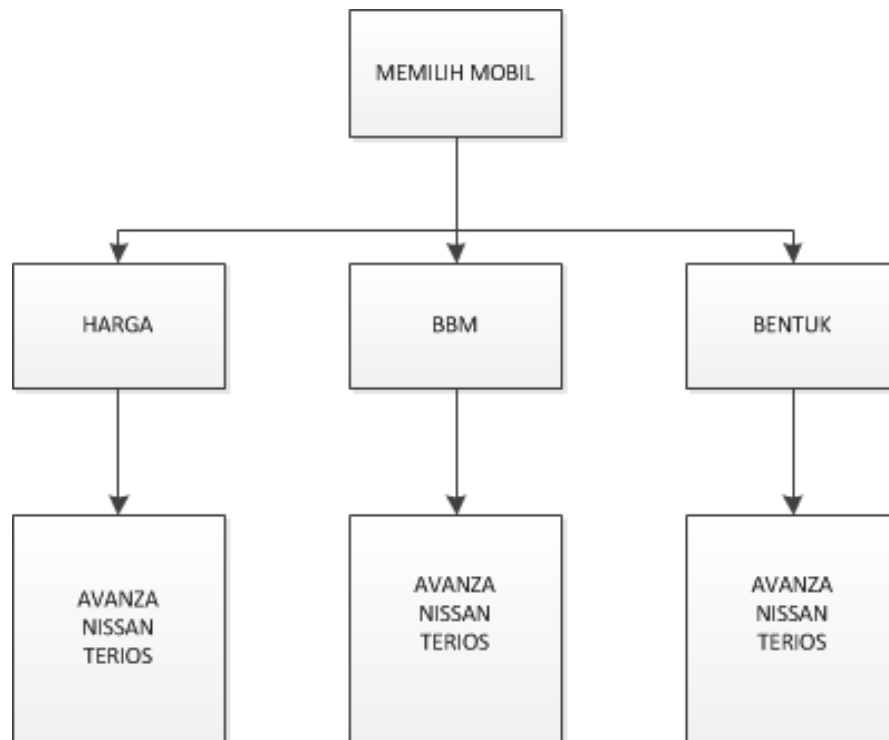 MEMILIH MOBIL
HARGA
BBM
BENTUK
AVANZA
NISSAN
TERIOS
AVANZA
NISSAN
TERIOS
AVANZA
NISSAN
TERIOS